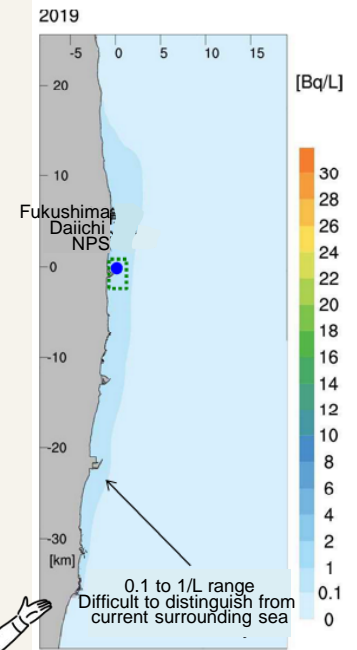 2019
-5 0 5 10 15
[Bq/L]
20
10
Fukushima
Daiichi
NPS
0
-10
-20
-30
[km]
0.1 to 1/L range
Difficult to distinguish from
current surrounding sea
30
28
26
24
22
20
18
16
14
12
10
8
6
4
2
1
0.1
0